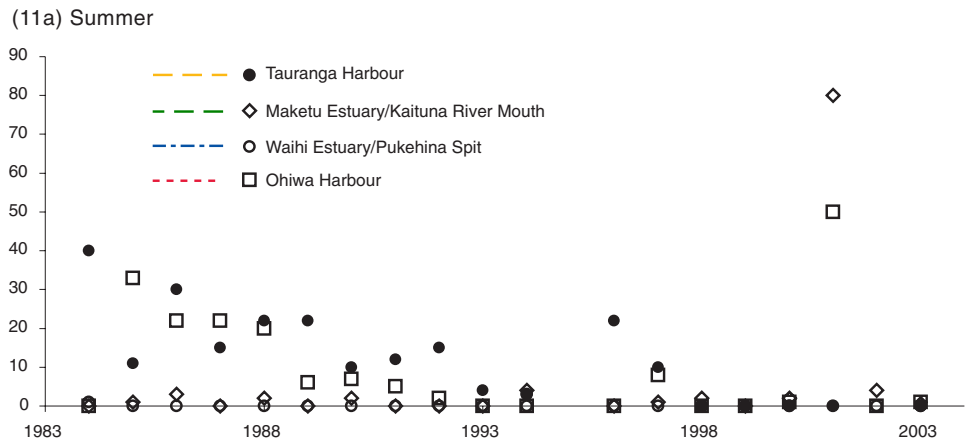 (11a) Summer
90
80
70
60
50
40
30
20
10
0
Tauranga Harbour
Maketu Estuary/Kaituna River Mouth
Waihi Estuary/Pukehina Spit
Ohiwa Harbour
1983 1988 1993 1998 2003